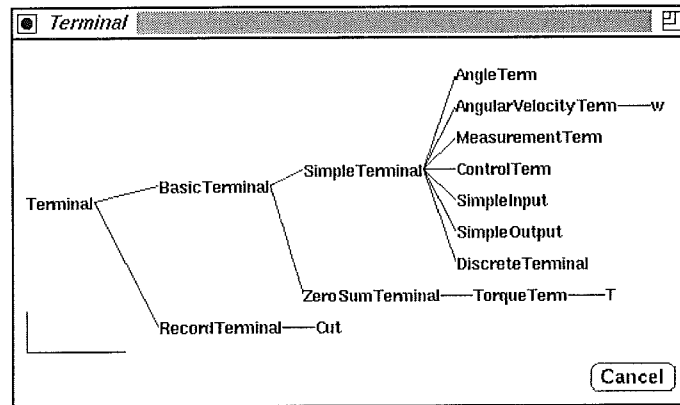 Terminal
AngleTerm
AngularVelocityTerm w
MeasurementTerm
SimpleTerminal ControlTerm
BasicTerminal
SimpleInput
Terminal
SimpleOutput
DiscreteTerminal
ZeroSumTerminal TorqueTerm T
RecordTerminal Cut
Cancel